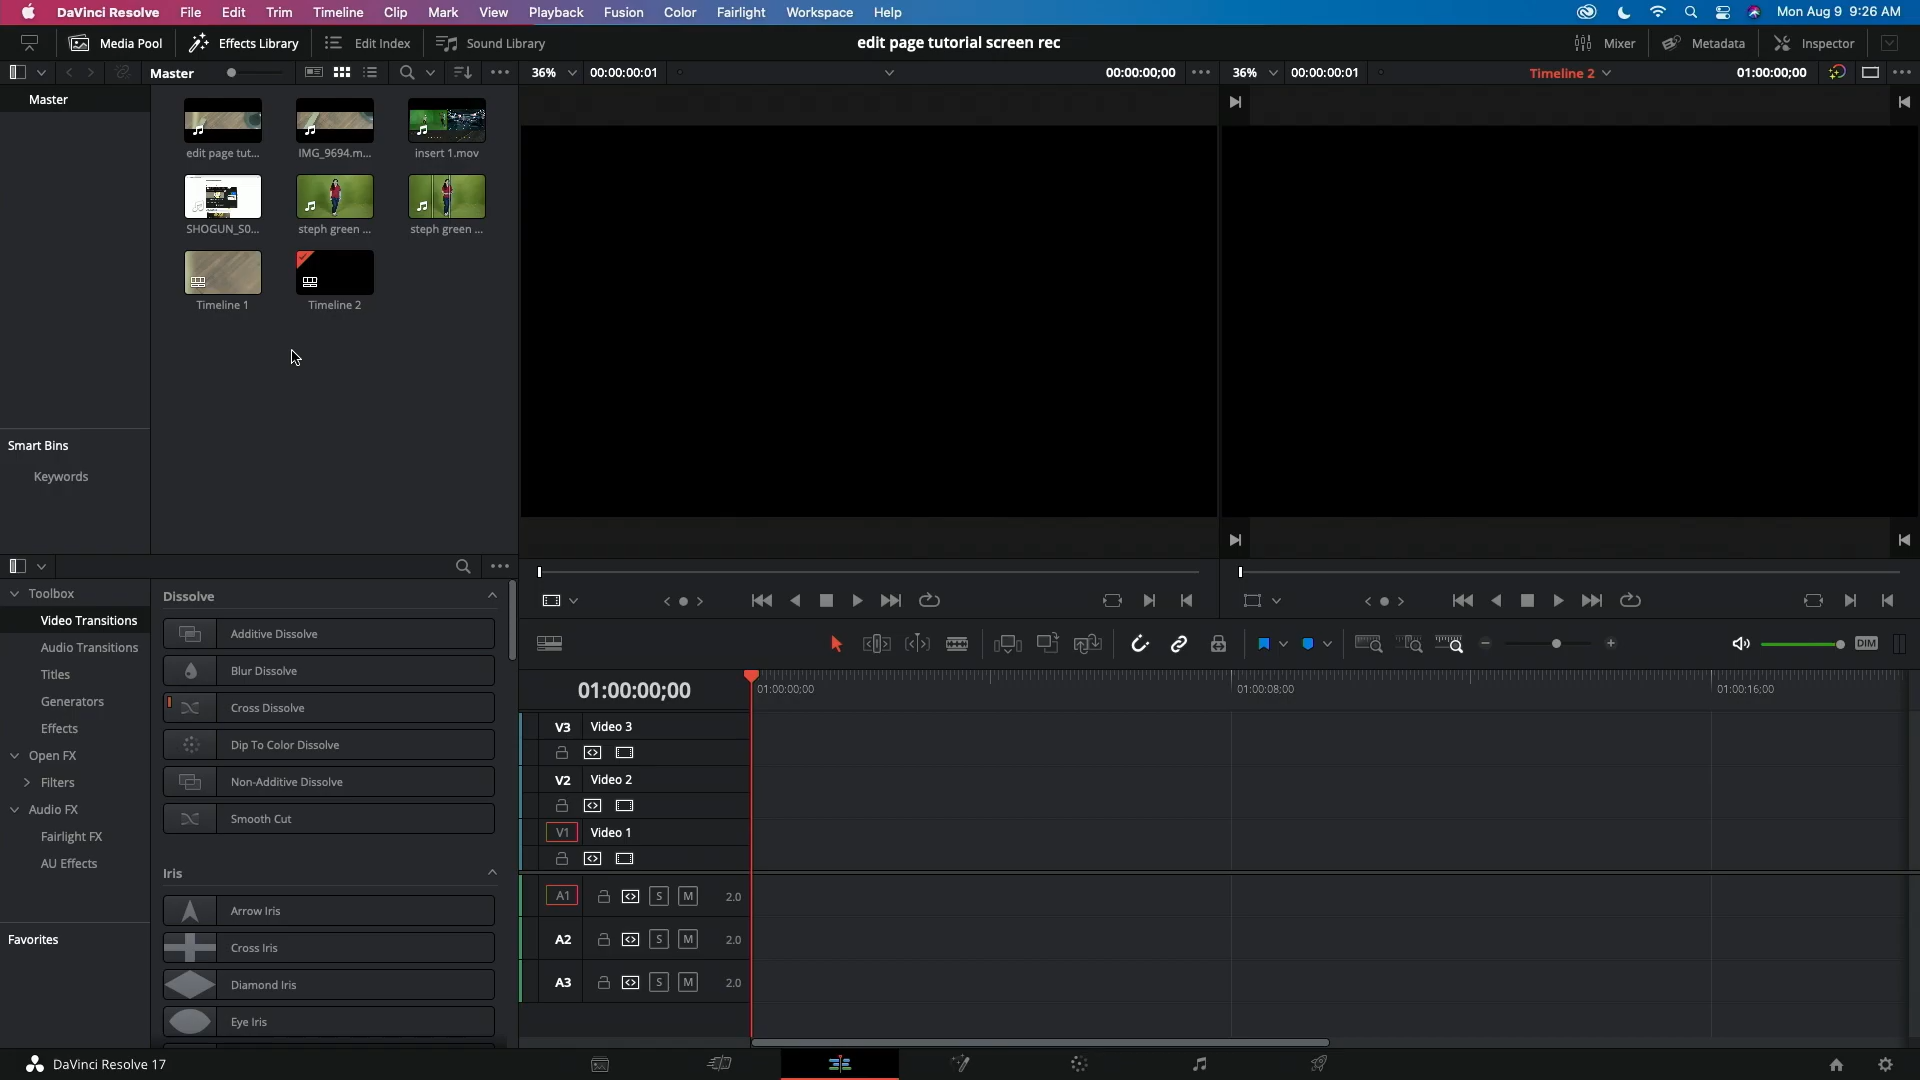 DaVinci Resolve File Edit Trim Timeline Clip Mark View Playback Fusion Color Fairlight Workspace Help Mon Aug 9 9:26 AM
Media Pool Effects Library Edit Index Sound Library edit page tutorial screen rec Mixer Metadata Inspector
Master 36% 00:00:00:01 00:00:00;00 36% 00:00:00:01 Timeline 2 01:00:00;00
Master
edit page tut... IMG_9694.m... insert 1.mov
SHOGUN_S0... steph green ... steph green ...
Timeline 1 Timeline 2
Smart Bins
Keywords
Toolbox
Video Transitions
Audio Transitions
Titles
Generators
Effects
Open FX
Filters
Audio FX
Fairlight FX
AU Effects
Favorites
Dissolve
Additive Dissolve
Blur Dissolve
Cross Dissolve
Dip To Color Dissolve
Non-Additive Dissolve
Smooth Cut
Iris
Arrow Iris
Cross Iris
Diamond Iris
Eye Iris
DIM
01:00:00;00 01:00:00;00 01:00:08;00 01:00:16;00
V3 Video 3
V2 Video 2
V1 Video 1
A1 S M 2.0
A2 S M 2.0
A3 S M 2.0
DaVinci Resolve 17